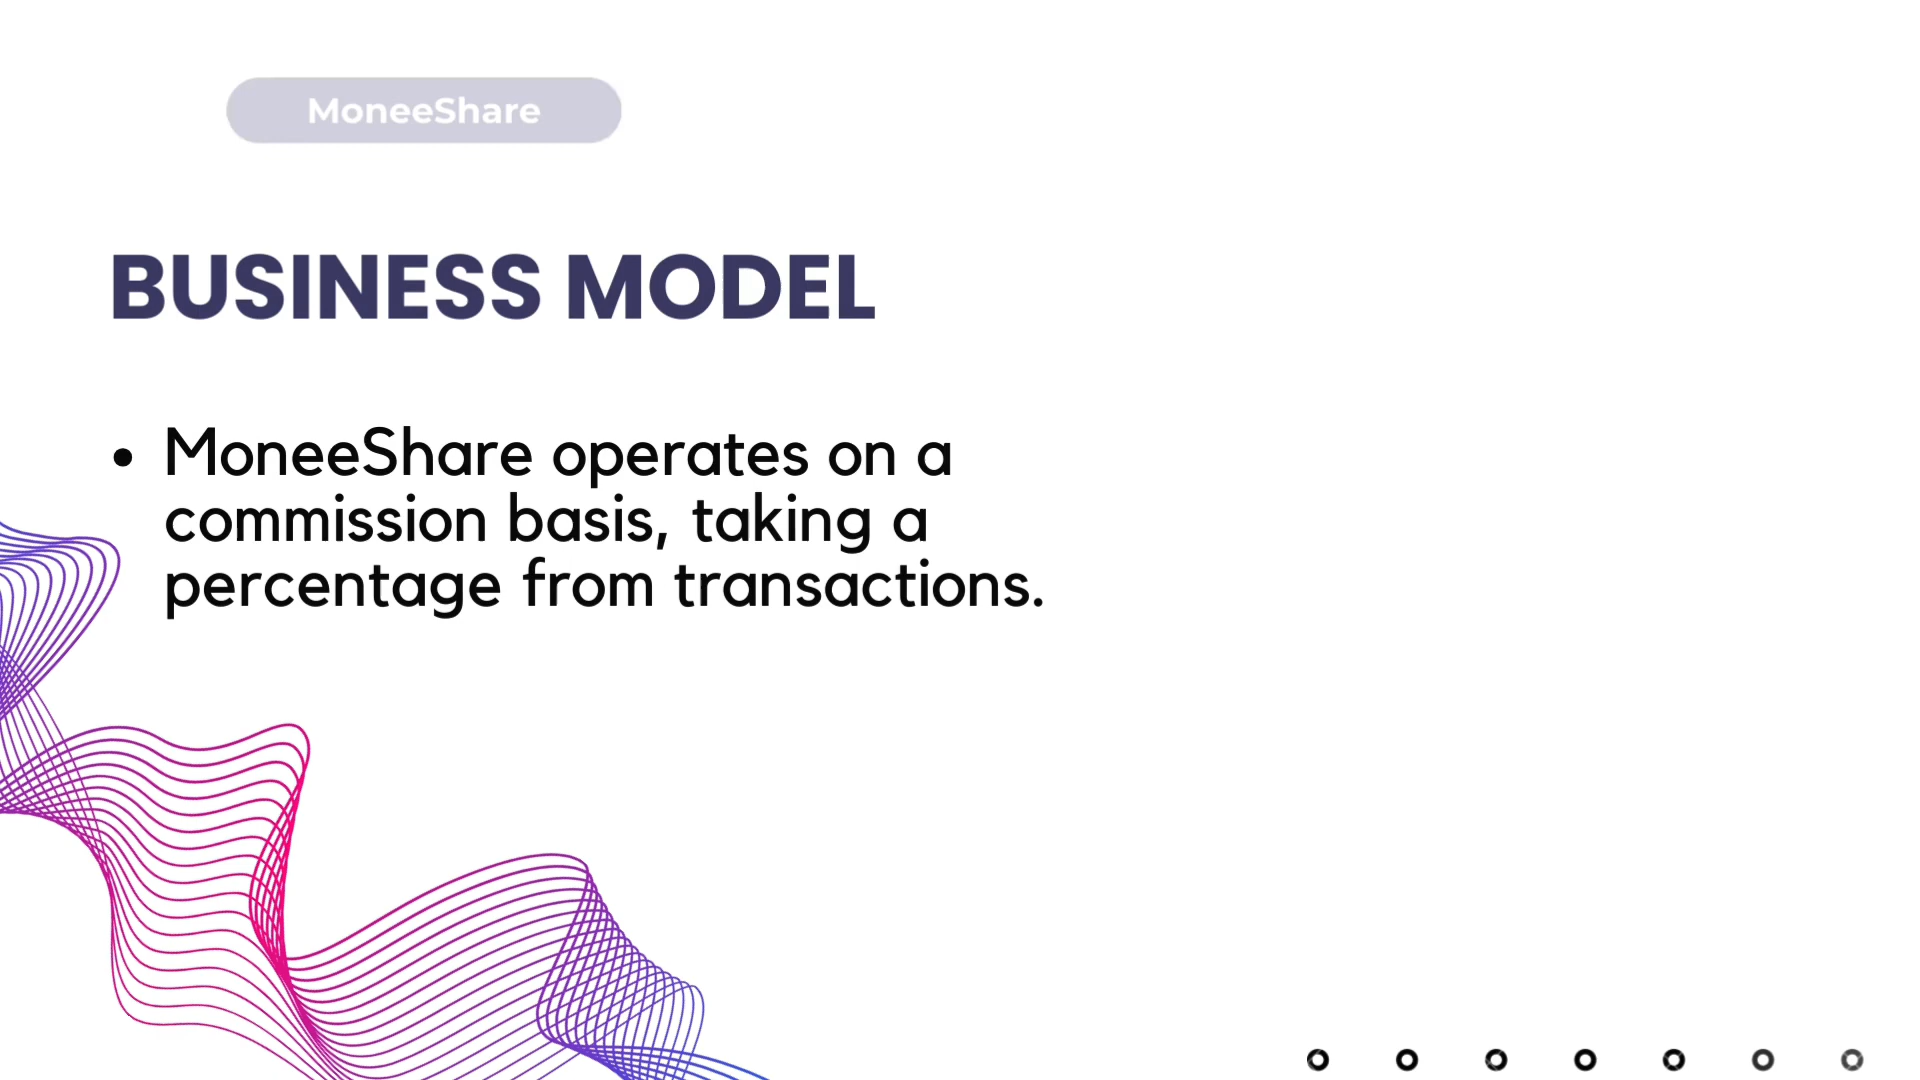 MoneeShare
BUSINESS MODEL
• MoneeShare operates on a
commission basis, taking a
percentage from transactions.